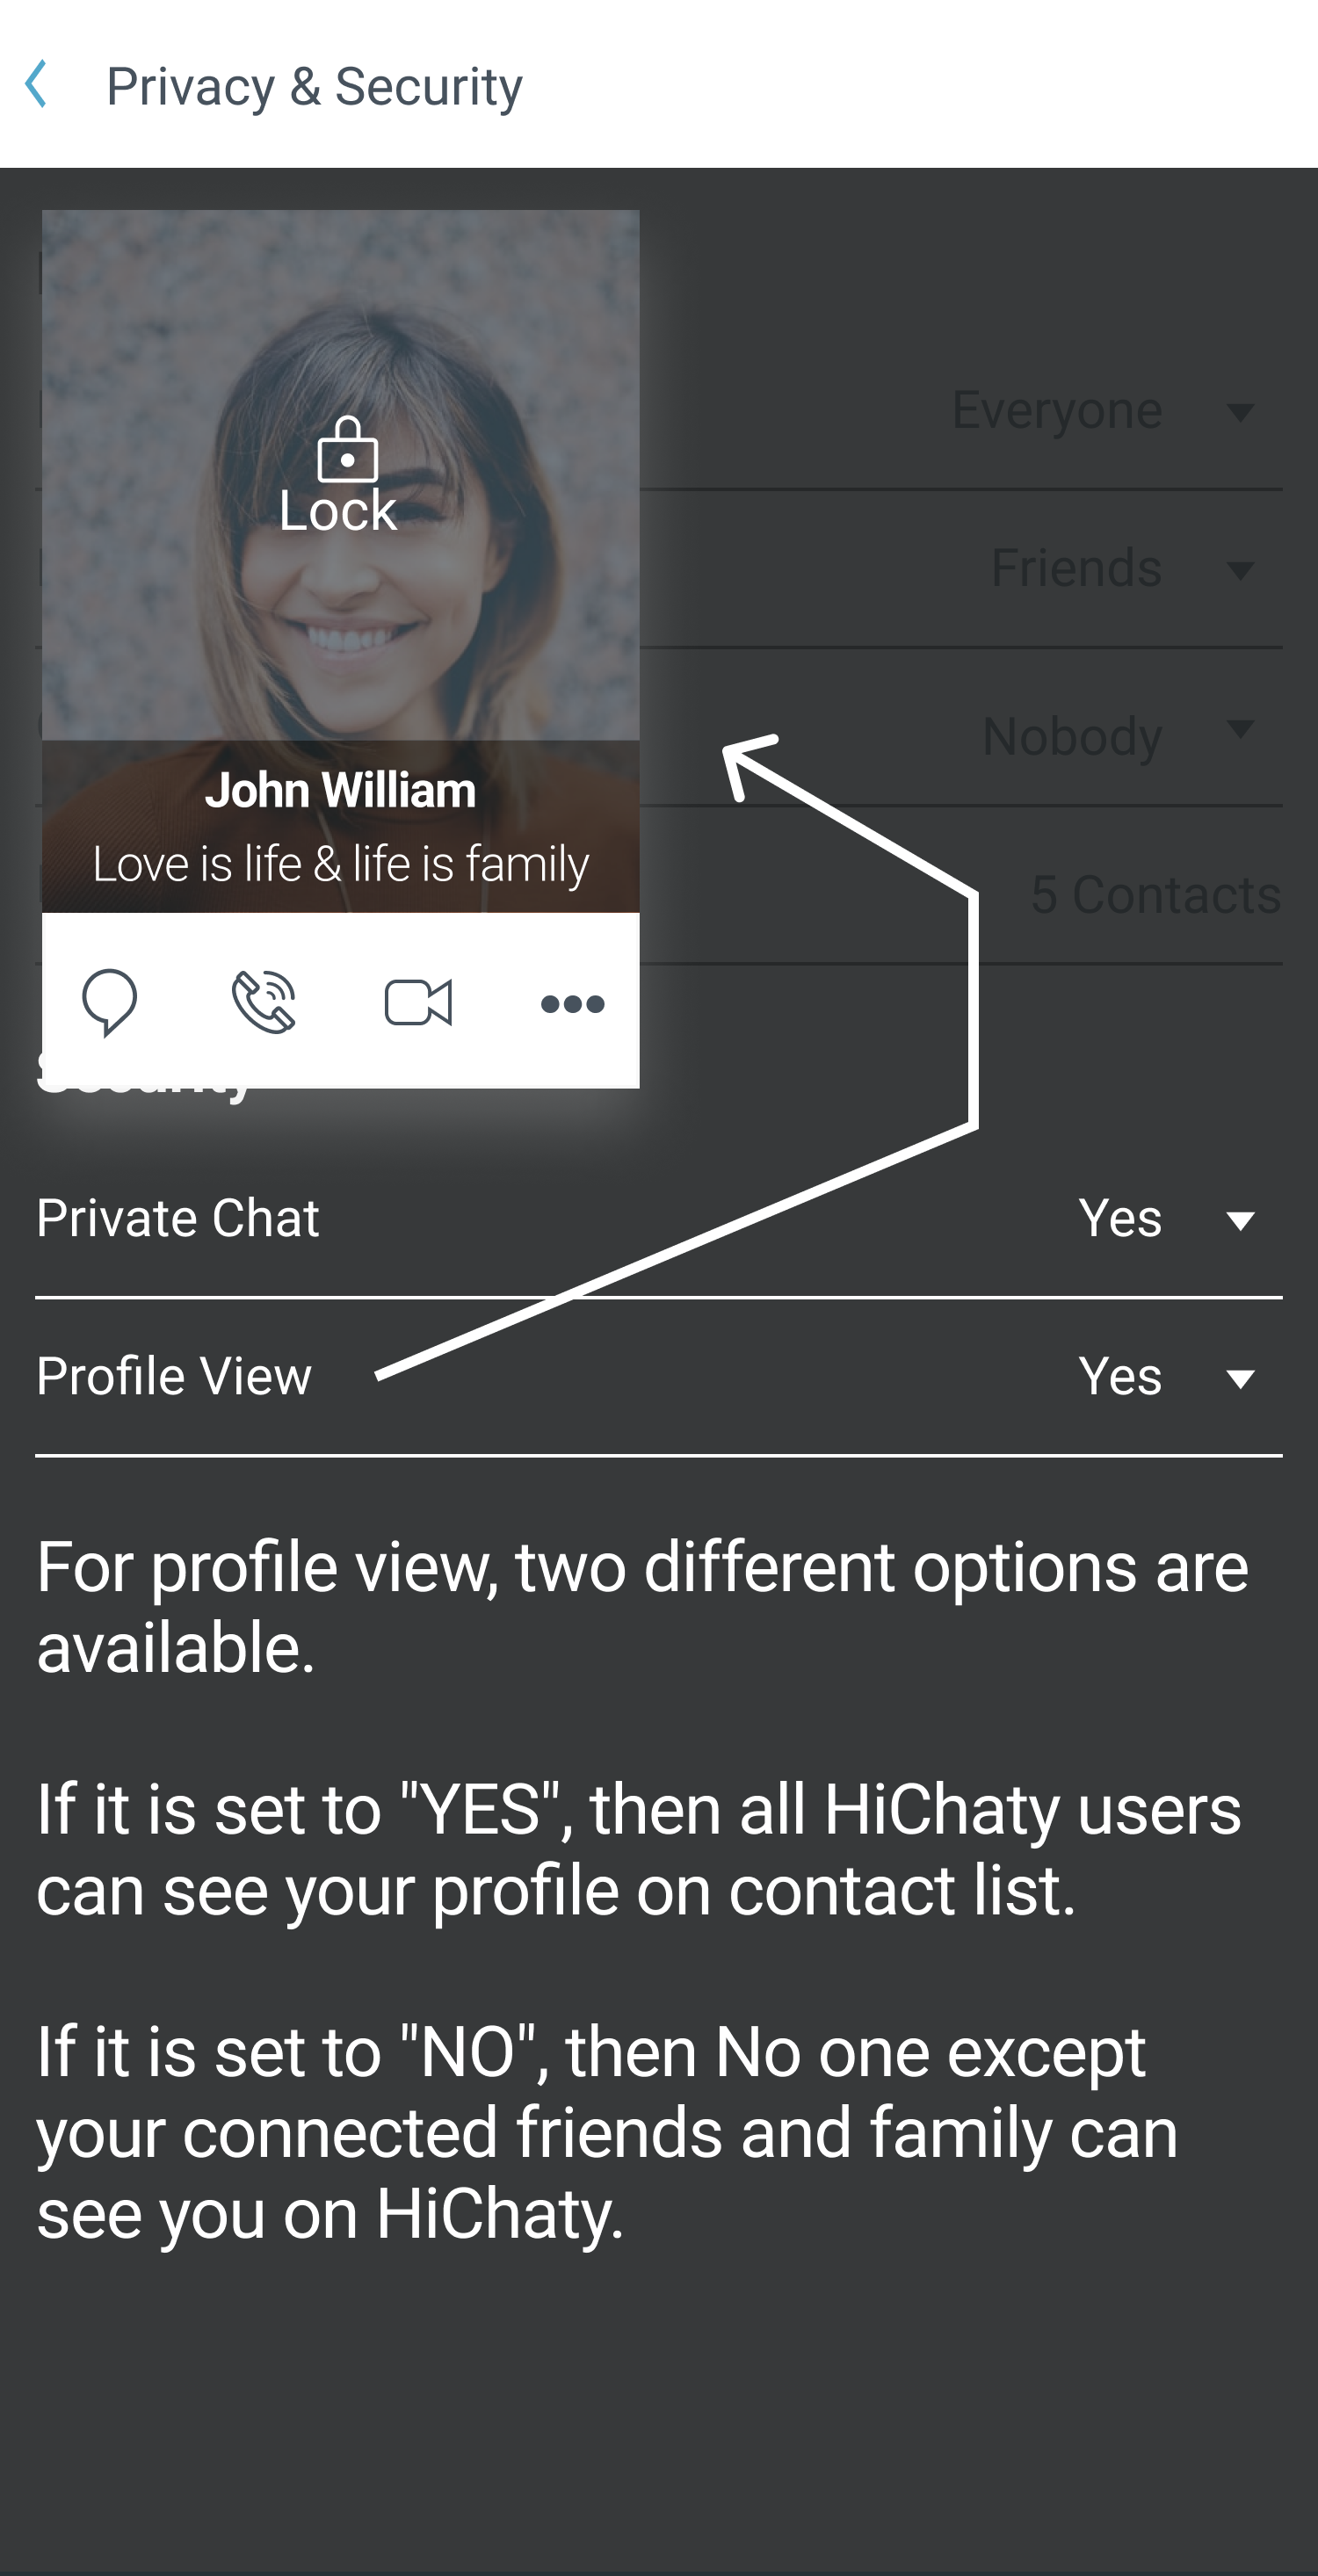 Privacy & Security
Everyone
Lock
Friends
Nobody
John William
Love is life & life is family
5 Contacts
Security
Private Chat Yes
Profile View Yes
For profile view, two different options are
available.
If it is set to "YES", then all HiChaty users
can see your profile on contact list.
If it is set to "NO", then No one except
your connected friends and family can
see you on HiChaty.